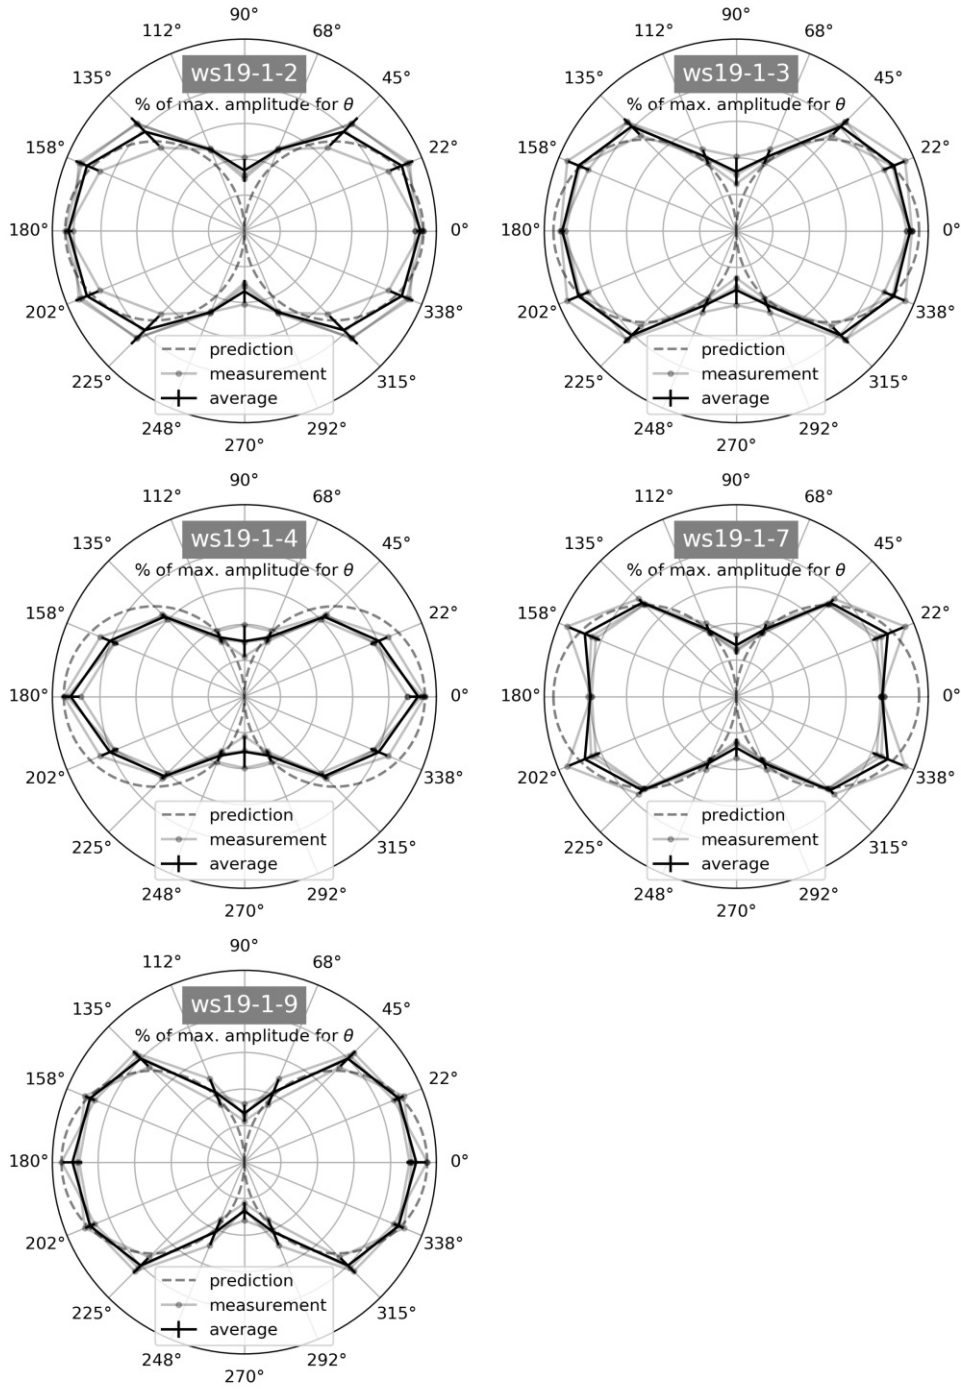 90°
112° 68°
ws19-1-2
135° 45°
% of max. amplitude for θ
158° 22°
180° 0°
202° 338°
prediction
measurement
average
225° 315°
248° 292°
270°
90°
112° 68°
ws19-1-3
135° 45°
% of max. amplitude for θ
158° 22°
180° 0°
202° 338°
prediction
measurement
average
225° 315°
248° 292°
270°
90°
112° 68°
ws19-1-4
135° 45°
% of max. amplitude for θ
158° 22°
180° 0°
202° 338°
prediction
measurement
average
225° 315°
248° 292°
270°
90°
112° 68°
ws19-1-7
135° 45°
% of max. amplitude for θ
158° 22°
180° 0°
202° 338°
prediction
measurement
average
225° 315°
248° 292°
270°
90°
112° 68°
ws19-1-9
135° 45°
% of max. amplitude for θ
158° 22°
180° 0°
202° 338°
prediction
measurement
average
225° 315°
248° 292°
270°